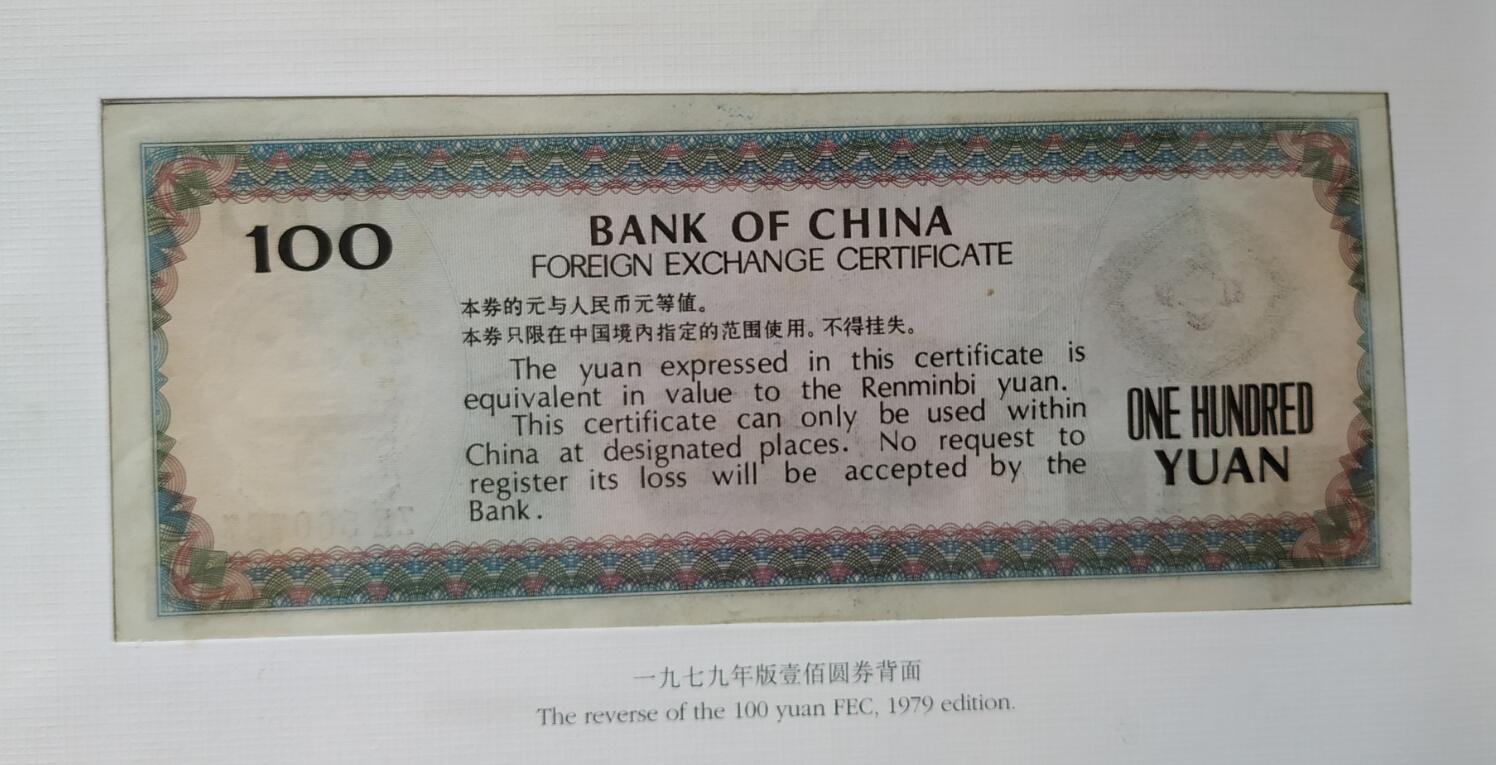 100
BANK OF CHINA
FOREIGN EXCHANGE CERTIFICATE
本券的元与人民币元等值。
本券只限在中国境内指定的范围使用。不得挂失。
The yuan expressed in this certificate is
equivalent in value to the Renminbi yuan.
This certificate can only be used within
China at designated places. No request to
register its loss will be accepted by the
Bank.
ONE HUNDRED
YUAN
一九七九年版壹佰圆券背面
The reverse of the 100 yuan FEC, 1979 edition.